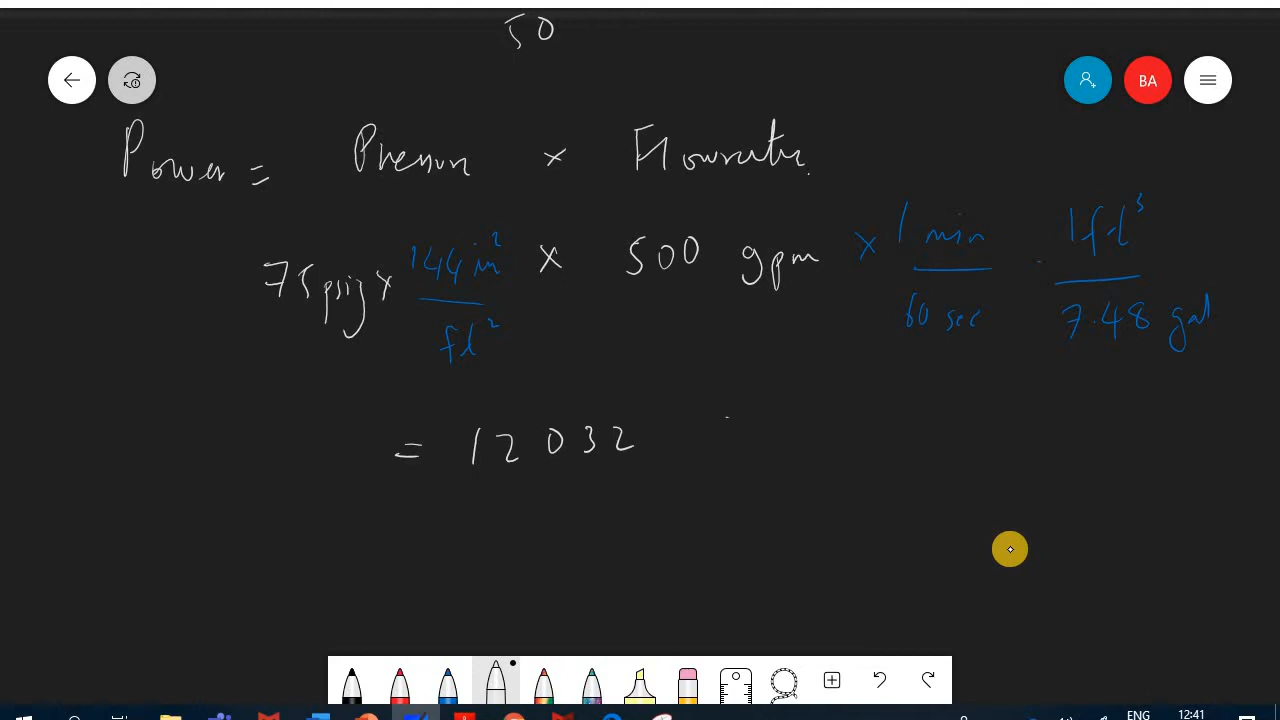 50
BA
Power = Pressure × Flowrate.
75 psig × 144 in² / ft² × 500 gpm × 1 min / 60 sec 1 ft³ / 7.48 gal
= 12032
ENG 12:41